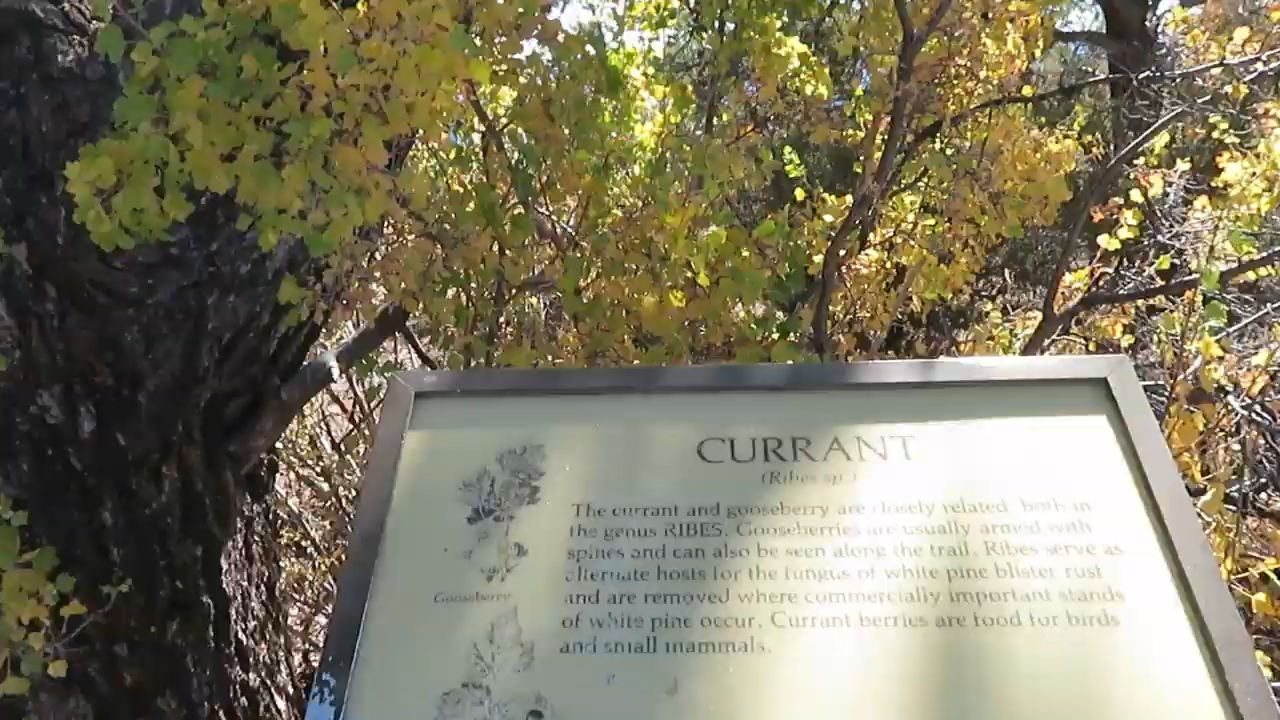 CURRANT
(Ribes sp.)
The currant and gooseberry are closely related, both in
the genus RIBES. Gooseberries are usually armed with
spines and can also be seen along the trail. Ribes serve as
alternate hosts for the fungus of white pine blister rust
and are removed where commercially important stands
of white pine occur. Currant berries are food for birds
and small mammals.
Gooseberry